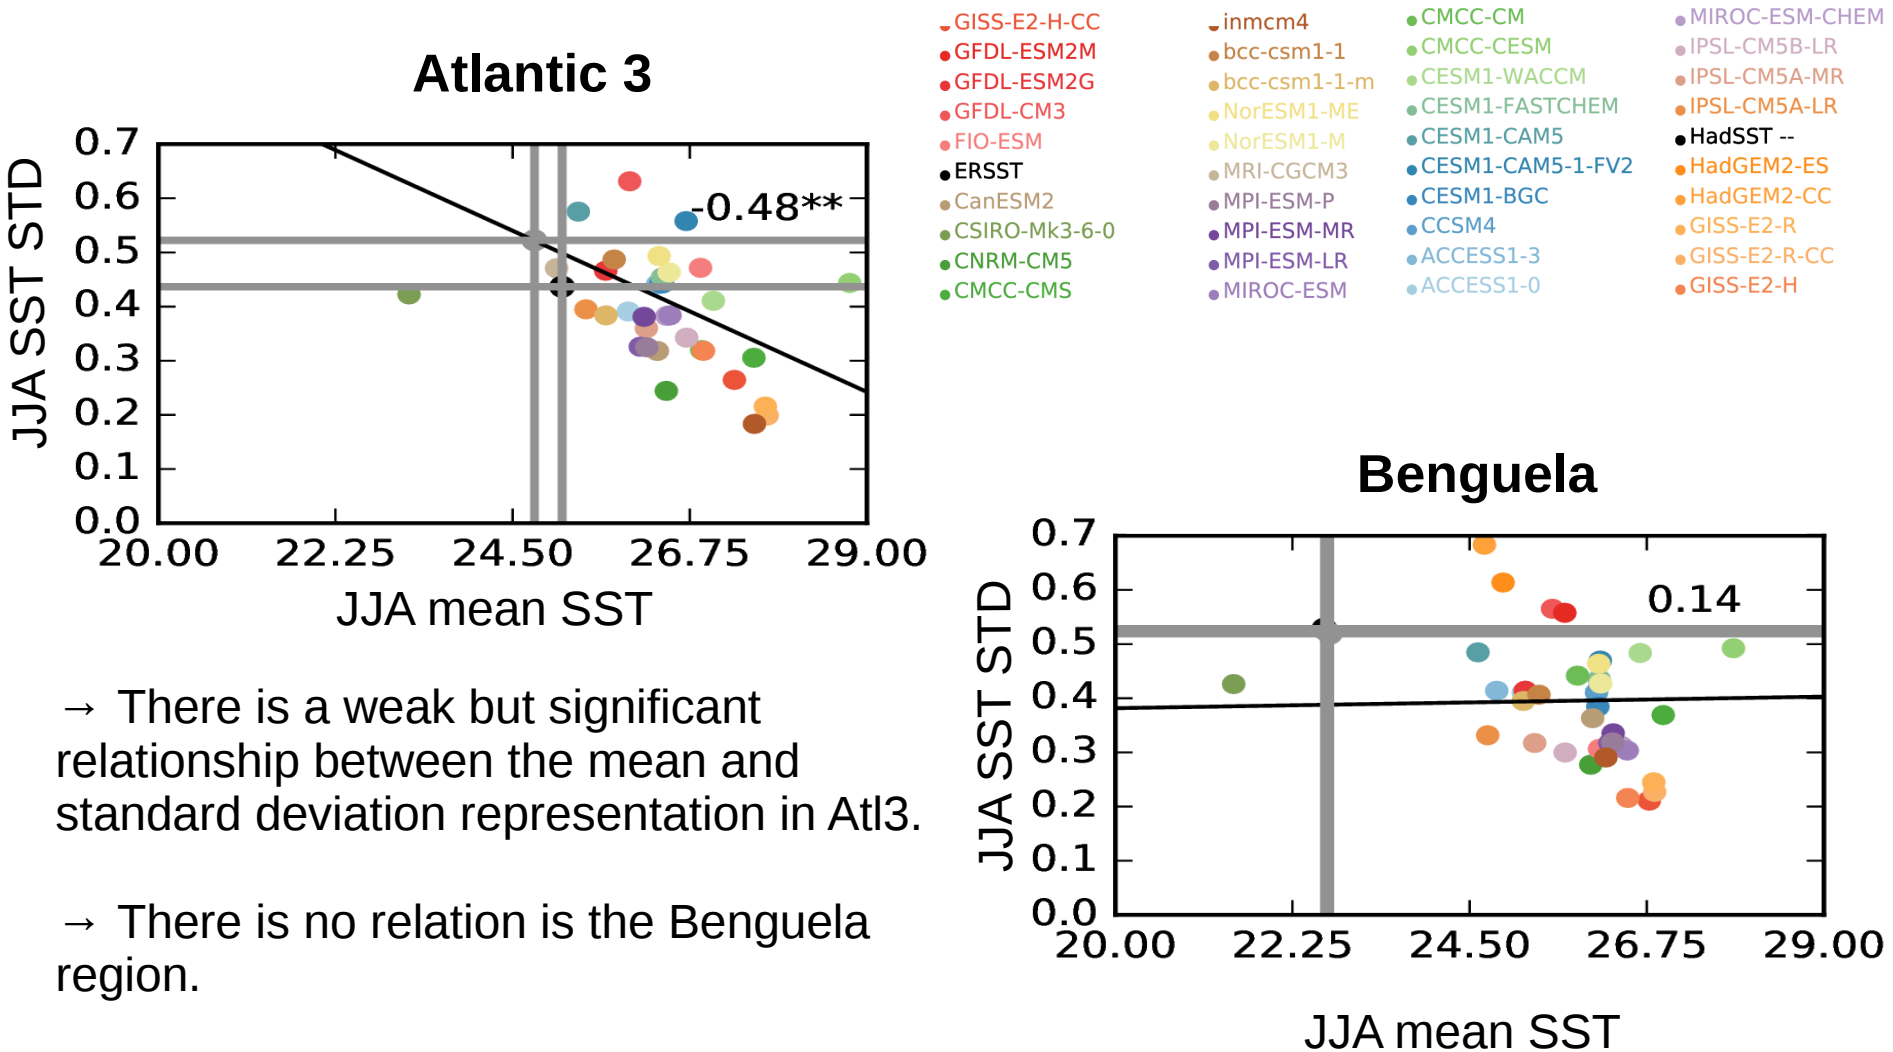 Atlantic 3
0.7
0.6
0.5
0.4
0.3
0.2
0.1
0.0
JJA SST STD
-0.48**
20.00 22.25 24.50 26.75 29.00
JJA mean SST
GISS-E2-H-CC
GFDL-ESM2M
GFDL-ESM2G
GFDL-CM3
FIO-ESM
ERSST
CanESM2
CSIRO-Mk3-6-0
CNRM-CM5
CMCC-CMS
inmcm4
bcc-csm1-1
bcc-csm1-1-m
NorESM1-ME
NorESM1-M
MRI-CGCM3
MPI-ESM-P
MPI-ESM-MR
MPI-ESM-LR
MIROC-ESM
CMCC-CM
CMCC-CESM
CESM1-WACCM
CESM1-FASTCHEM
CESM1-CAM5
CESM1-CAM5-1-FV2
CESM1-BGC
CCSM4
ACCESS1-3
ACCESS1-0
MIROC-ESM-CHEM
IPSL-CM5B-LR
IPSL-CM5A-MR
IPSL-CM5A-LR
HadSST --
HadGEM2-ES
HadGEM2-CC
GISS-E2-R
GISS-E2-R-CC
GISS-E2-H
→ There is a weak but significant
relationship between the mean and
standard deviation representation in Atl3.
→ There is no relation is the Benguela
region.
Benguela
0.7
0.6
0.5
0.4
0.3
0.2
0.1
0.0
JJA SST STD
0.14
20.00 22.25 24.50 26.75 29.00
JJA mean SST